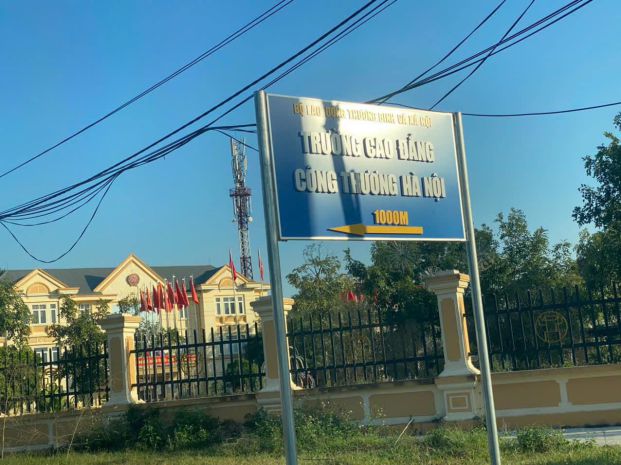 BỘ LAO ĐỘNG THƯƠNG BINH VÀ XÃ HỘI
TRƯỜNG CAO ĐẲNG
CÔNG THƯƠNG HÀ NỘI
1000M